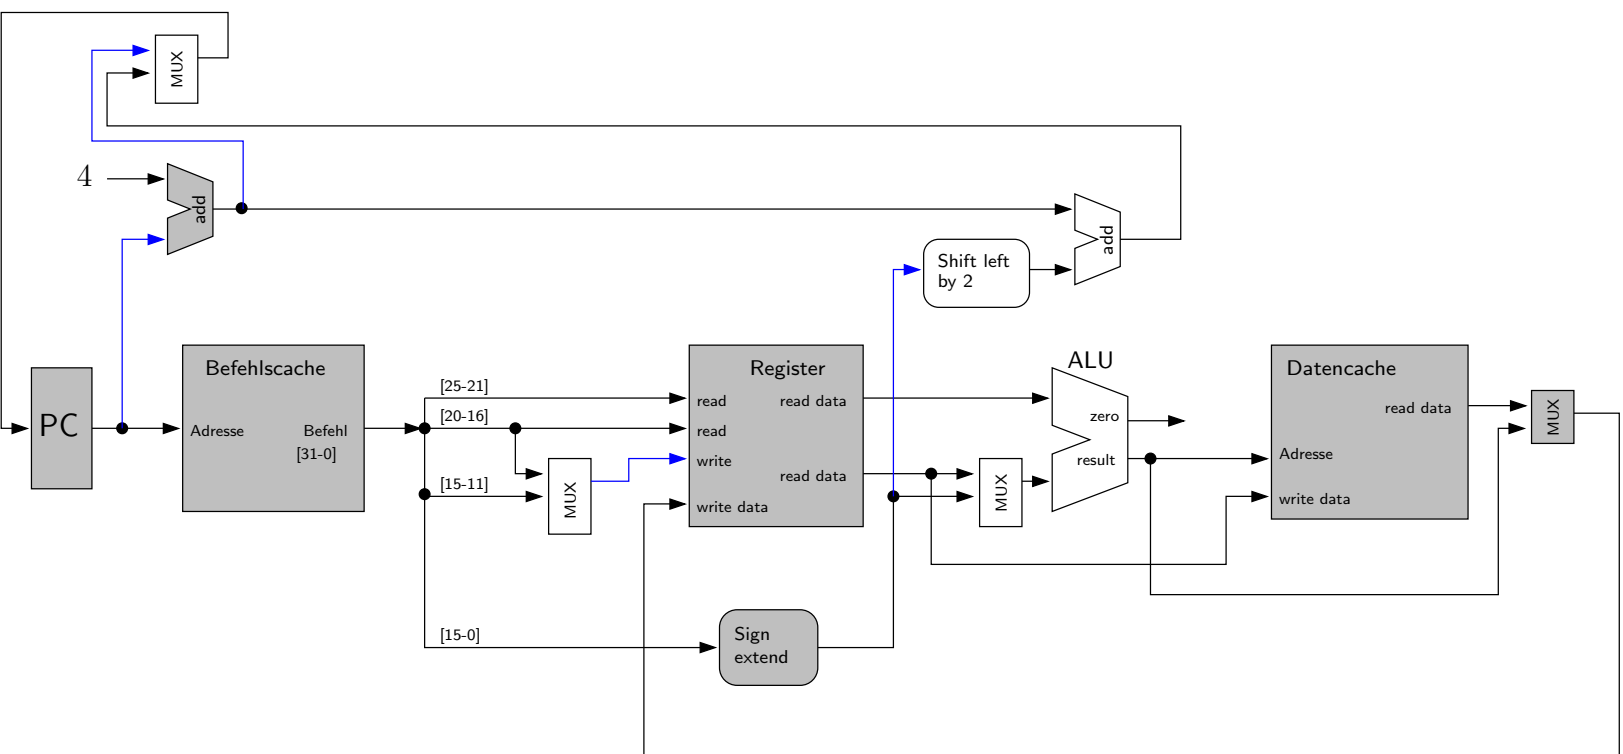 MUX
4
add
add
Shift left
by 2
PC
Befehlscache
Adresse
Befehl
[31-0]
[25-21]
[20-16]
[15-11]
[15-0]
MUX
Register
read
read data
read
write
read data
write data
Sign
extend
MUX
ALU
zero
result
Datencache
read data
Adresse
write data
MUX